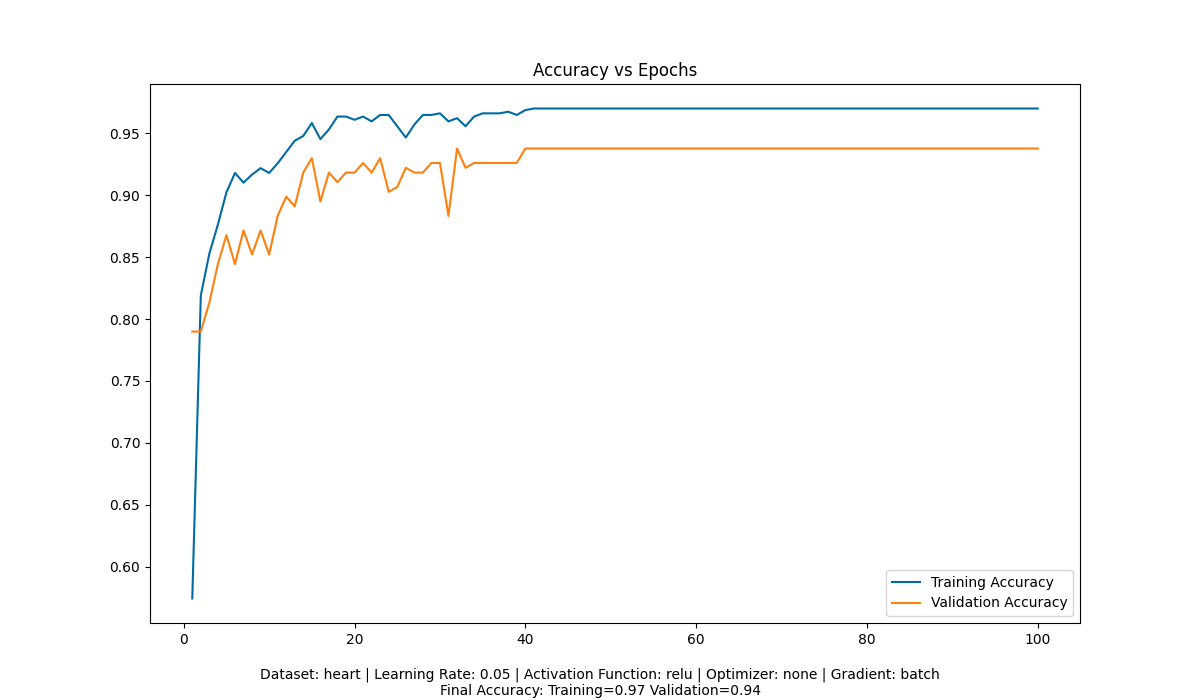 Accuracy vs Epochs
0.95
0.90
0.85
0.80
0.75
0.70
0.65
0.60
Training Accuracy
Validation Accuracy
0 20 40 60 80 100
Dataset: heart | Learning Rate: 0.05 | Activation Function: relu | Optimizer: none | Gradient: batch
Final Accuracy: Training=0.97 Validation=0.94